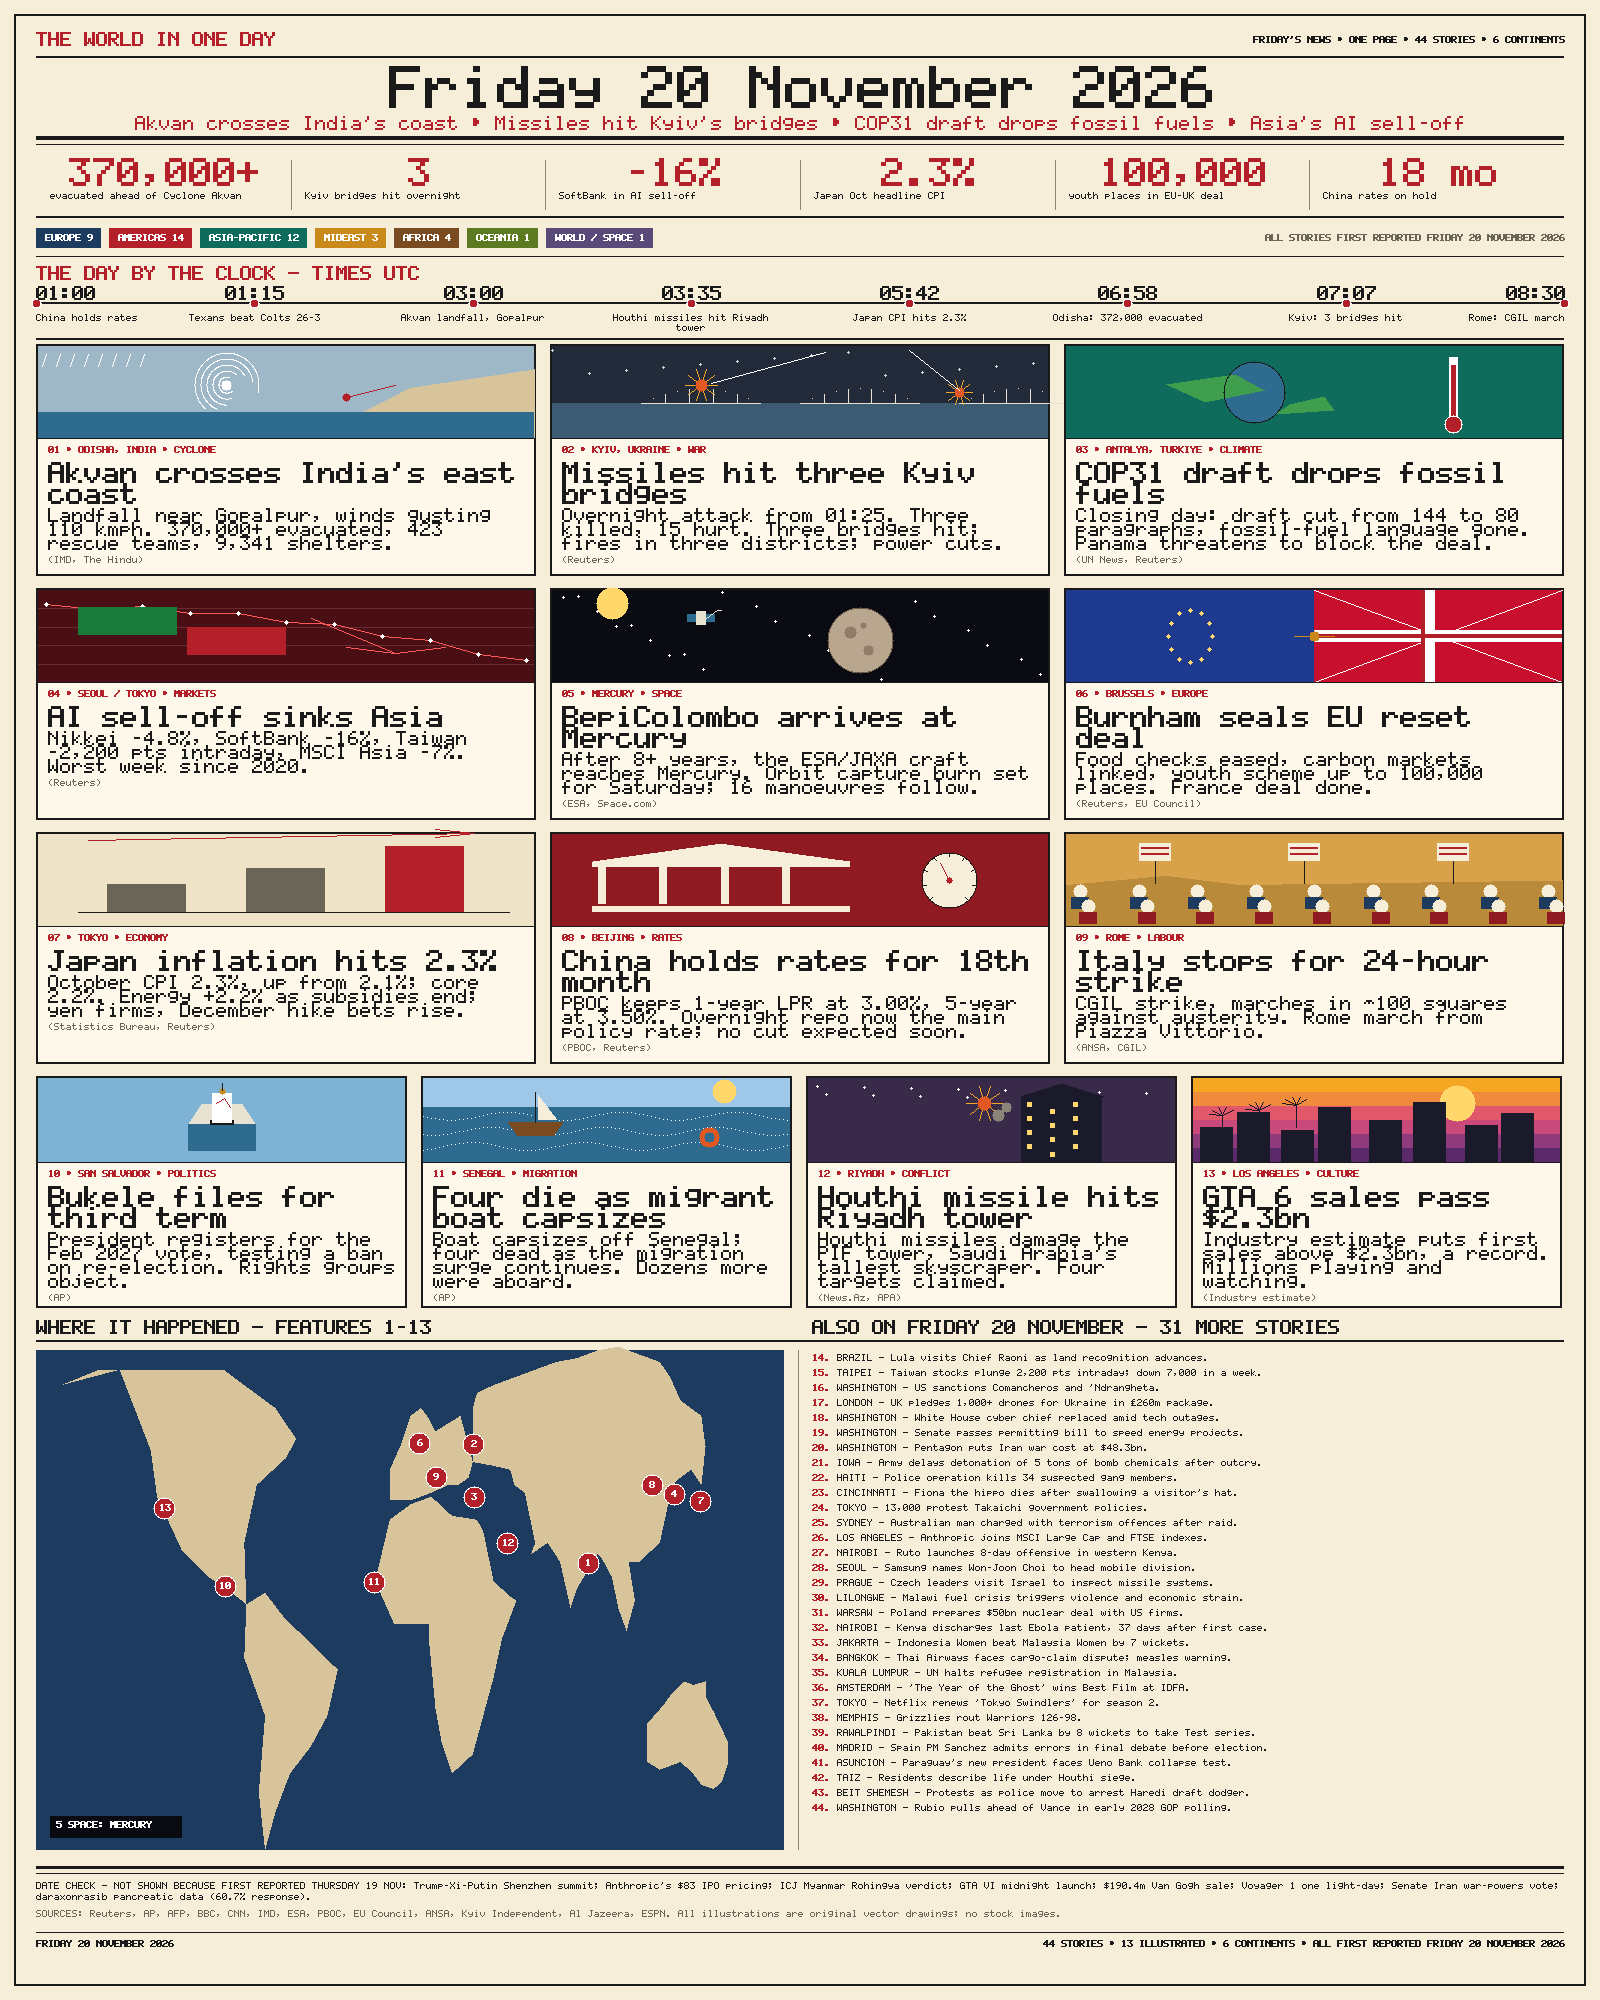 THE WORLD IN ONE DAY
FRIDAY'S NEWS • ONE PAGE • 44 STORIES • 6 CONTINENTS
Friday 20 November 2026
Akvan crosses India's coast • Missiles hit Kyiv's bridges • COP31 draft drops fossil fuels • Asia's AI sell-off
370,000+
evacuated ahead of Cyclone Akvan
3
Kyiv bridges hit overnight
-16%
SoftBank in AI sell-off
2.3%
Japan Oct headline CPI
100,000
youth places in EU-UK deal
18 mo
China rates on hold
EUROPE 9
AMERICAS 14
ASIA-PACIFIC 12
MIDEAST 3
AFRICA 4
OCEANIA 1
WORLD / SPACE 1
ALL STORIES FIRST REPORTED FRIDAY 20 NOVEMBER 2026
THE DAY BY THE CLOCK — TIMES UTC
01:00
China holds rates
01:15
Texans beat Colts 26-3
03:00
Akvan landfall, Gopalpur
03:35
Houthi missiles hit Riyadh
tower
05:42
Japan CPI hits 2.3%
06:58
Odisha: 372,000 evacuated
07:07
Kyiv: 3 bridges hit
08:30
Rome: CGIL march
01 • ODISHA, INDIA • CYCLONE
Akvan crosses India's east
coast
Landfall near Gopalpur, winds gusting
110 kmph. 370,000+ evacuated, 423
rescue teams, 9,341 shelters.
(IMD, The Hindu)
02 • KYIV, UKRAINE • WAR
Missiles hit three Kyiv
bridges
Overnight attack from 01:25. Three
killed, 15 hurt. Three bridges hit;
fires in three districts; power cuts.
(Reuters)
03 • ANTALYA, TURKIYE • CLIMATE
COP31 draft drops fossil
fuels
Closing day: draft cut from 144 to 80
paragraphs, fossil-fuel language gone.
Panama threatens to block the deal.
(UN News, Reuters)
04 • SEOUL / TOKYO • MARKETS
AI sell-off sinks Asia
Nikkei -4.8%, SoftBank -16%, Taiwan
-2,200 pts intraday, MSCI Asia -7%.
Worst week since 2020.
(Reuters)
05 • MERCURY • SPACE
BepiColombo arrives at
Mercury
After 8+ years, the ESA/JAXA craft
reaches Mercury. Orbit capture burn set
for Saturday; 16 manoeuvres follow.
(ESA, Space.com)
06 • BRUSSELS • EUROPE
Burnham seals EU reset
deal
Food checks eased, carbon markets
linked, youth scheme up to 100,000
places. France deal done.
(Reuters, EU Council)
07 • TOKYO • ECONOMY
Japan inflation hits 2.3%
October CPI 2.3%, up from 2.1%; core
2.2%. Energy +2.2% as subsidies end;
yen firms, December hike bets rise.
(Statistics Bureau, Reuters)
08 • BEIJING • RATES
China holds rates for 18th
month
PBOC keeps 1-year LPR at 3.00%, 5-year
at 3.50%. Overnight repo now the main
policy rate; no cut expected soon.
(PBOC, Reuters)
09 • ROME • LABOUR
Italy stops for 24-hour
strike
CGIL strike, marches in ~100 squares
against austerity. Rome march from
Piazza Vittorio.
(ANSA, CGIL)
10 • SAN SALVADOR • POLITICS
Bukele files for
third term
President registers for the
Feb 2027 vote, testing a ban
on re-election. Rights groups
object.
(AP)
11 • SENEGAL • MIGRATION
Four die as migrant
boat capsizes
Boat capsizes off Senegal;
four dead as the migration
surge continues. Dozens more
were aboard.
(AP)
12 • RIYADH • CONFLICT
Houthi missile hits
Riyadh tower
Houthi missiles damage the
PIF tower, Saudi Arabia's
tallest skyscraper. Four
targets claimed.
(News.Az, APA)
13 • LOS ANGELES • CULTURE
GTA 6 sales pass
$2.3bn
Industry estimate puts first
sales above $2.3bn, a record.
Millions playing and
watching.
(Industry estimate)
WHERE IT HAPPENED — FEATURES 1-13
6
2
9
3
8
4
7
13
12
1
11
10
5 SPACE: MERCURY
ALSO ON FRIDAY 20 NOVEMBER — 31 MORE STORIES
14. BRAZIL — Lula visits Chief Raoni as land recognition advances.
15. TAIPEI — Taiwan stocks plunge 2,200 pts intraday; down 7,000 in a week.
16. WASHINGTON — US sanctions Comancheros and 'Ndrangheta.
17. LONDON — UK pledges 1,000+ drones for Ukraine in £260m package.
18. WASHINGTON — White House cyber chief replaced amid tech outages.
19. WASHINGTON — Senate passes permitting bill to speed energy projects.
20. WASHINGTON — Pentagon puts Iran war cost at $48.3bn.
21. IOWA — Army delays detonation of 5 tons of bomb chemicals after outcry.
22. HAITI — Police operation kills 34 suspected gang members.
23. CINCINNATI — Fiona the hippo dies after swallowing a visitor's hat.
24. TOKYO — 13,000 protest Takaichi government policies.
25. SYDNEY — Australian man charged with terrorism offences after raid.
26. LOS ANGELES — Anthropic joins MSCI Large Cap and FTSE indexes.
27. NAIROBI — Ruto launches 8-day offensive in western Kenya.
28. SEOUL — Samsung names Won-Joon Choi to head mobile division.
29. PRAGUE — Czech leaders visit Israel to inspect missile systems.
30. LILONGWE — Malawi fuel crisis triggers violence and economic strain.
31. WARSAW — Poland prepares $50bn nuclear deal with US firms.
32. NAIROBI — Kenya discharges last Ebola patient, 37 days after first case.
33. JAKARTA — Indonesia Women beat Malaysia Women by 7 wickets.
34. BANGKOK — Thai Airways faces cargo-claim dispute; measles warning.
35. KUALA LUMPUR — UN halts refugee registration in Malaysia.
36. AMSTERDAM — 'The Year of the Ghost' wins Best Film at IDFA.
37. TOKYO — Netflix renews 'Tokyo Swindlers' for season 2.
38. MEMPHIS — Grizzlies rout Warriors 126-98.
39. RAWALPINDI — Pakistan beat Sri Lanka by 8 wickets to take Test series.
40. MADRID — Spain PM Sanchez admits errors in final debate before election.
41. ASUNCION — Paraguay's new president faces Ueno Bank collapse test.
42. TAIZ — Residents describe life under Houthi siege.
43. BEIT SHEMESH — Protests as police move to arrest Haredi draft dodger.
44. WASHINGTON — Rubio pulls ahead of Vance in early 2028 GOP polling.
DATE CHECK — NOT SHOWN BECAUSE FIRST REPORTED THURSDAY 19 NOV: Trump-Xi-Putin Shenzhen summit; Anthropic's $83 IPO pricing; ICJ Myanmar Rohingya verdict; GTA VI midnight launch; $190.4m Van Gogh sale; Voyager 1 one light-day; Senate Iran war-powers vote;
daraxonrasib pancreatic data (60.7% response).
SOURCES: Reuters, AP, AFP, BBC, CNN, IMD, ESA, PBOC, EU Council, ANSA, Kyiv Independent, Al Jazeera, ESPN. All illustrations are original vector drawings; no stock images.
FRIDAY 20 NOVEMBER 2026
44 STORIES • 13 ILLUSTRATED • 6 CONTINENTS • ALL FIRST REPORTED FRIDAY 20 NOVEMBER 2026